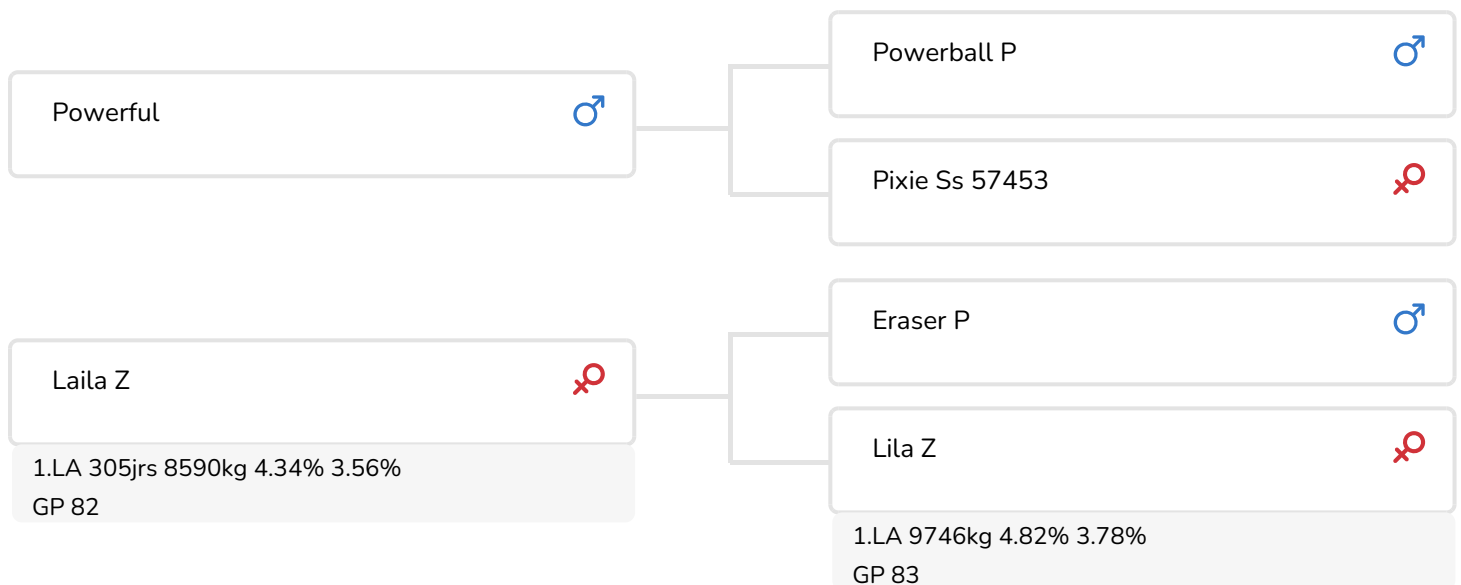 Powerful
Powerball P
Pixie Ss 57453
Laila Z
1.LA 305jrs 8590kg 4.34% 3.56%
GP 82
Eraser P
Lila Z
1.LA 9746kg 4.82% 3.78%
GP 83